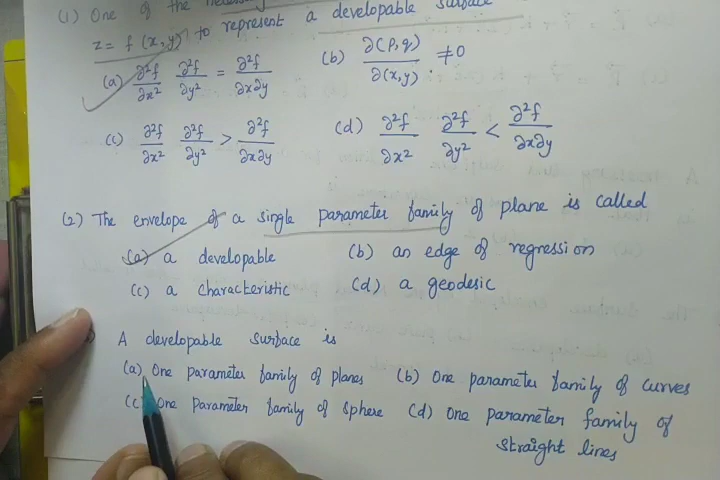 (1) One of the necessary
z = f (x,y) to represent a developable surface
(a) ∂²f/∂x² ∂²f/∂y² = ∂²f/∂x∂y (b) ∂(p,q)/∂(x,y) ≠0
(c) ∂²f/∂x² ∂²f/∂y² > ∂²f/∂x∂y (d) ∂²f/∂x² ∂²f/∂y² < ∂²f/∂x∂y
(2) The envelope of a single parameter family of plane is called
(a) a developable (b) an edge of regression
(c) a characteristic (d) a geodesic
A developable surface is
(a) One parameter family of planes (b) One parameter family of curves
(c) One parameter family of sphere (d) One parameter family of
straight lines